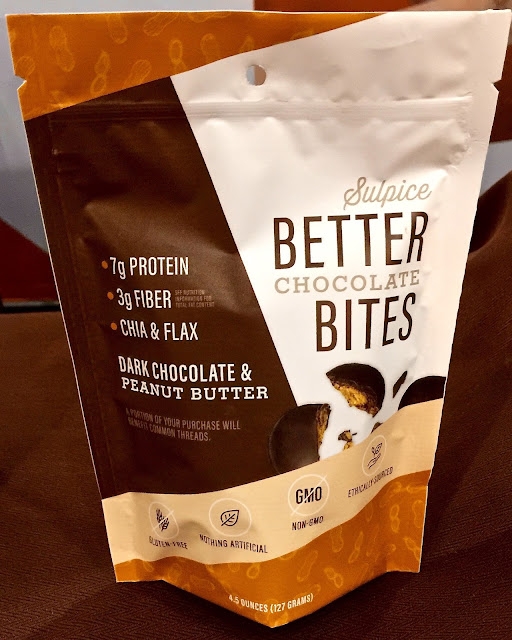 Sulpice
BETTER
CHOCOLATE
BITES
• 7g PROTEIN
• 3g FIBER SEE NUTRITION
INFORMATION FOR
TOTAL FAT CONTENT
• CHIA & FLAX
DARK CHOCOLATE &
PEANUT BUTTER
A PORTION OF YOUR PURCHASE WILL
BENEFIT COMMON THREADS.
GLUTEN-FREE
NOTHING ARTIFICIAL
GMO
NON-GMO
ETHICALLY-SOURCED
4.5 OUNCES (127 GRAMS)